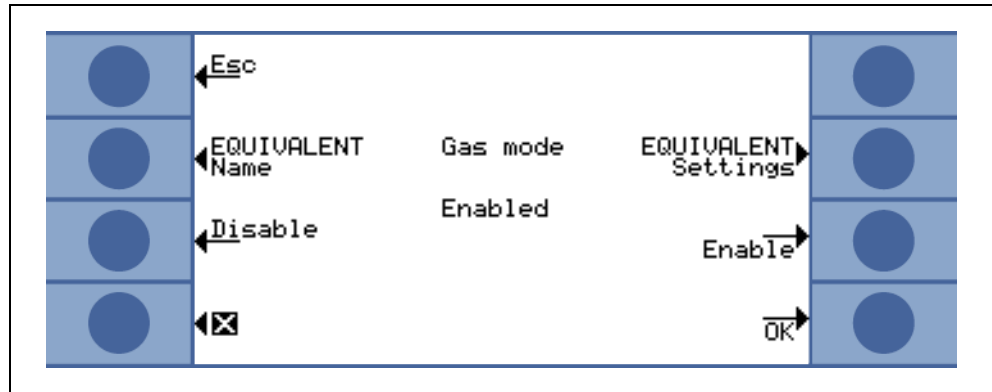 Esc
EQUIVALENT
Name
Gas mode
EQUIVALENT
Settings
Enabled
Disable
Enable
OK